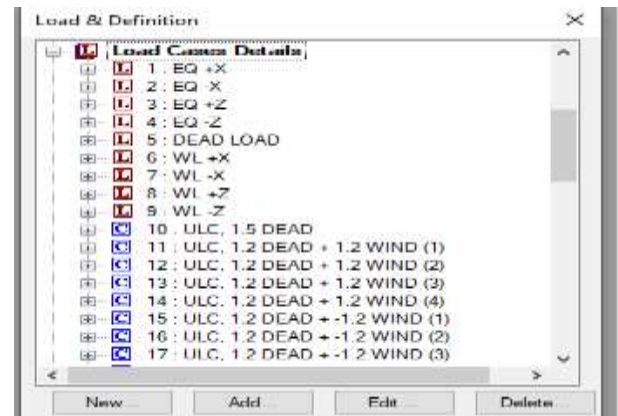 Load & Definition
Load Cases Details
1 : EQ +X
2 : EQ -X
3 : EQ +Z
4 : EQ -Z
5 : DEAD LOAD
6 : WL +X
7 : WL -X
8 : WL +Z
9 : WL -Z
10 : ULC, 1.5 DEAD
11 : ULC, 1.2 DEAD + 1.2 WIND (1)
12 : ULC, 1.2 DEAD + 1.2 WIND (2)
13 : ULC, 1.2 DEAD + 1.2 WIND (3)
14 : ULC, 1.2 DEAD + 1.2 WIND (4)
15 : ULC, 1.2 DEAD + -1.2 WIND (1)
16 : ULC, 1.2 DEAD + -1.2 WIND (2)
17 : ULC, 1.2 DEAD + -1.2 WIND (3)
New... Add... Edit... Delete...